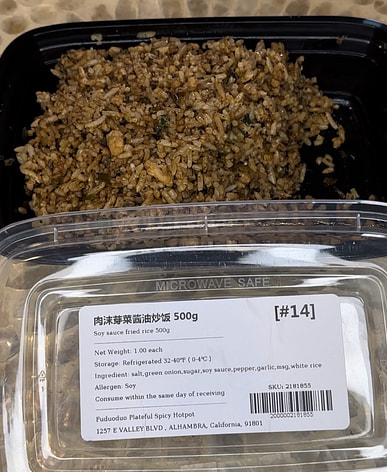 MICROWAVE SAFE
肉沫芽菜酱油炒饭 500g
[#14]
Soy sauce fried rice 500g
Net Weight: 1.00 each
Storage: Refrigerated 32-40°F ( 0-4°C )
Ingredient: salt,green onion,sugar,soy sauce,pepper,garlic,msg,white rice
Allergen: Soy
SKU: 2181855
Consume within the same day of receiving
2000002181855
Fuduoduo Plateful Spicy Hotpot
1257 E VALLEY BLVD , ALHAMBRA, California, 91801